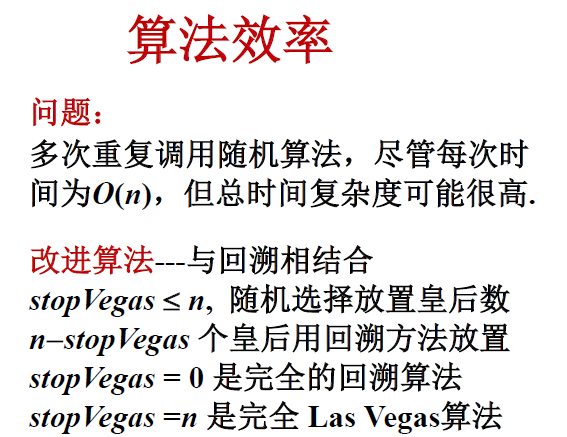 算法效率
问题：
多次重复调用随机算法，尽管每次时
间为O(n)，但总时间复杂度可能很高.
改进算法---与回溯相结合
stopVegas ≤ n, 随机选择放置皇后数
n–stopVegas 个皇后用回溯方法放置
stopVegas = 0 是完全的回溯算法
stopVegas =n 是完全 Las Vegas算法